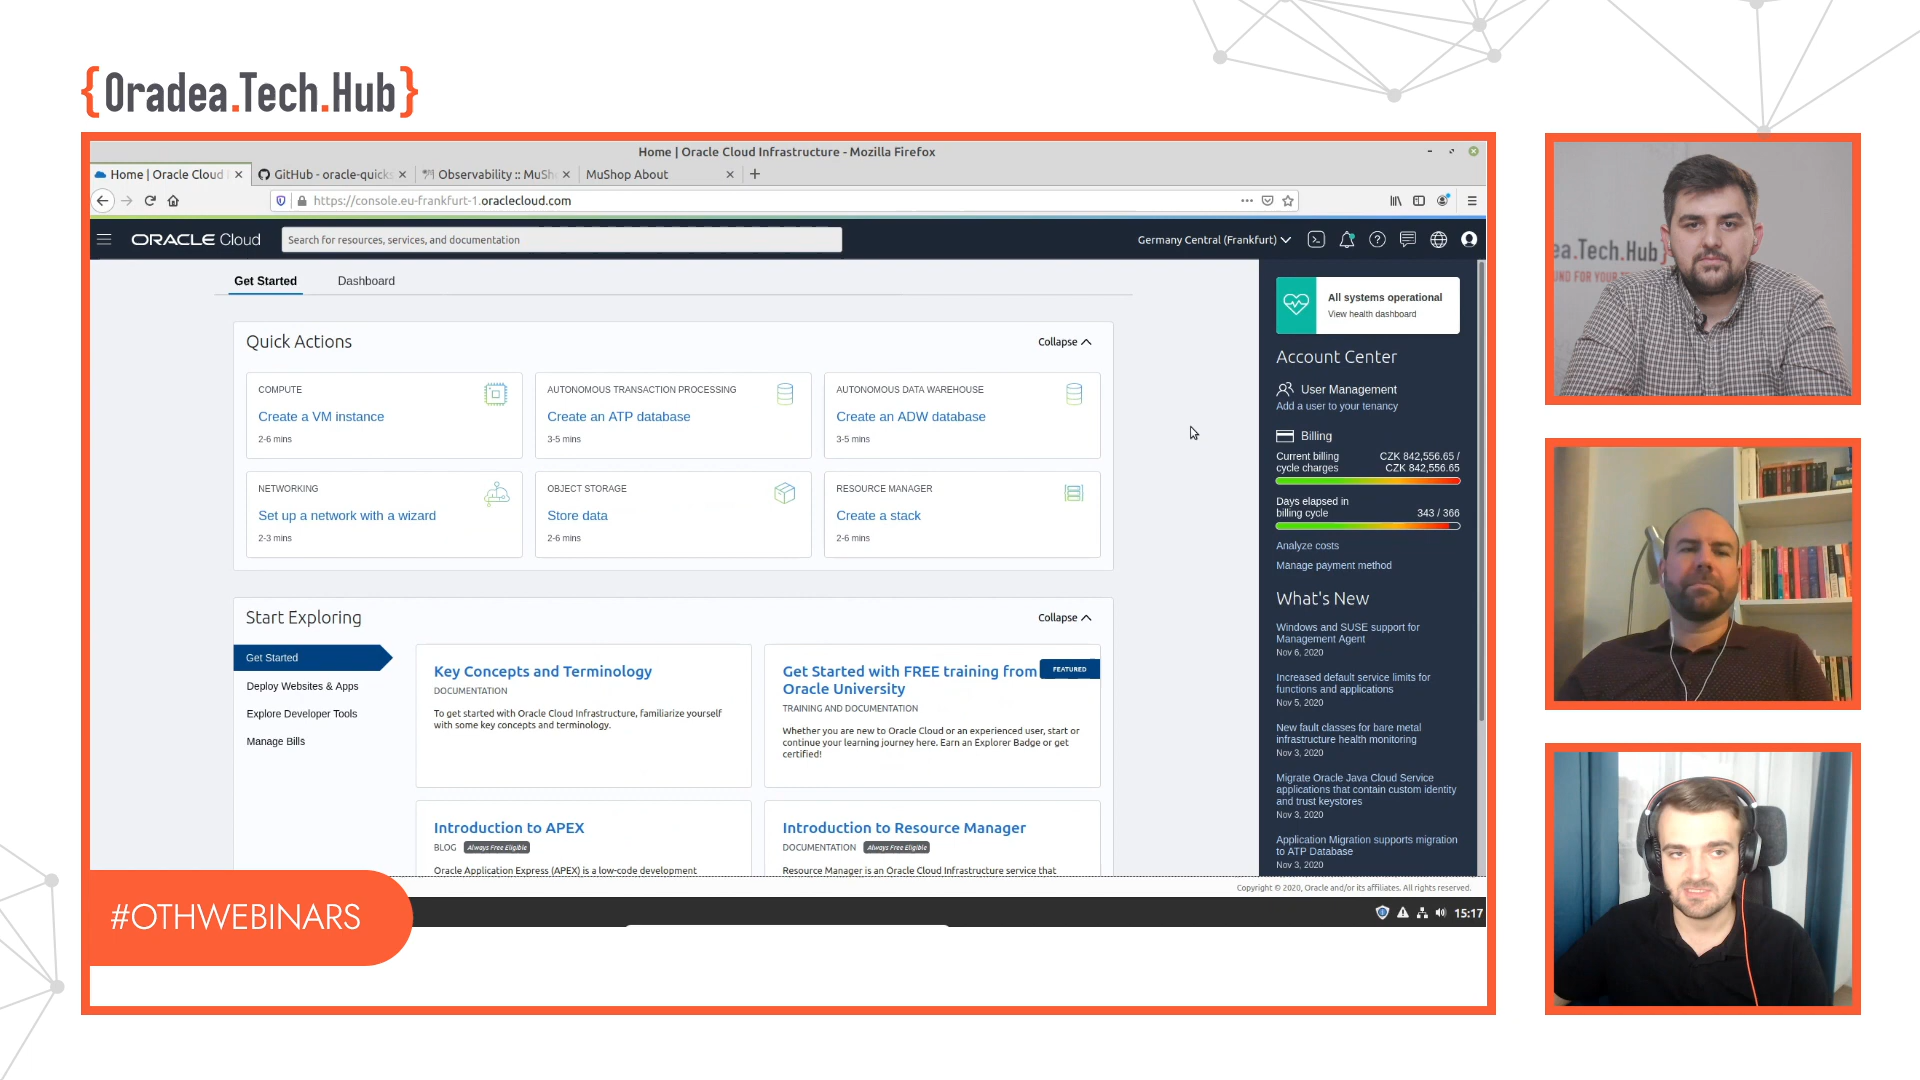 {Oradea.Tech.Hub}
Home | Oracle Cloud Infrastructure - Mozilla Firefox
Home | Oracle Cloud
GitHub - oracle-quicks
Observability :: MuSh
MuShop About
https://console.eu-frankfurt-1.oraclecloud.com
ORACLE Cloud
Search for resources, services, and documentation
Germany Central (Frankfurt)
Get Started
Dashboard
Quick Actions
Collapse
COMPUTE
Create a VM instance
2-6 mins
AUTONOMOUS TRANSACTION PROCESSING
Create an ATP database
3-5 mins
AUTONOMOUS DATA WAREHOUSE
Create an ADW database
3-5 mins
NETWORKING
Set up a network with a wizard
2-3 mins
OBJECT STORAGE
Store data
2-6 mins
RESOURCE MANAGER
Create a stack
2-6 mins
Start Exploring
Collapse
Get Started
Deploy Websites & Apps
Explore Developer Tools
Manage Bills
Key Concepts and Terminology
DOCUMENTATION
To get started with Oracle Cloud Infrastructure, familiarize yourself
with some key concepts and terminology.
Get Started with FREE training from
Oracle University
FEATURED
TRAINING AND DOCUMENTATION
Whether you are new to Oracle Cloud or an experienced user, start or
continue your learning journey here. Earn an Explorer Badge or get
certified!
Introduction to APEX
BLOG Always Free Eligible
Oracle Application Express (APEX) is a low-code development
Introduction to Resource Manager
DOCUMENTATION Always Free Eligible
Resource Manager is an Oracle Cloud Infrastructure service that
All systems operational
View health dashboard
Account Center
User Management
Add a user to your tenancy
Billing
Current billing
cycle charges
CZK 842,556.65 /
CZK 842,556.65
Days elapsed in
billing cycle
343 / 366
Analyze costs
Manage payment method
What's New
Windows and SUSE support for
Management Agent
Nov 6, 2020
Increased default service limits for
functions and applications
Nov 5, 2020
New fault classes for bare metal
infrastructure health monitoring
Nov 3, 2020
Migrate Oracle Java Cloud Service
applications that contain custom identity
and trust keystores
Nov 3, 2020
Application Migration supports migration
to ATP Database
Nov 3, 2020
Copyright © 2020, Oracle and/or its affiliates. All rights reserved.
15:17
#OTHWEBINARS
ea.Tech.Hub}